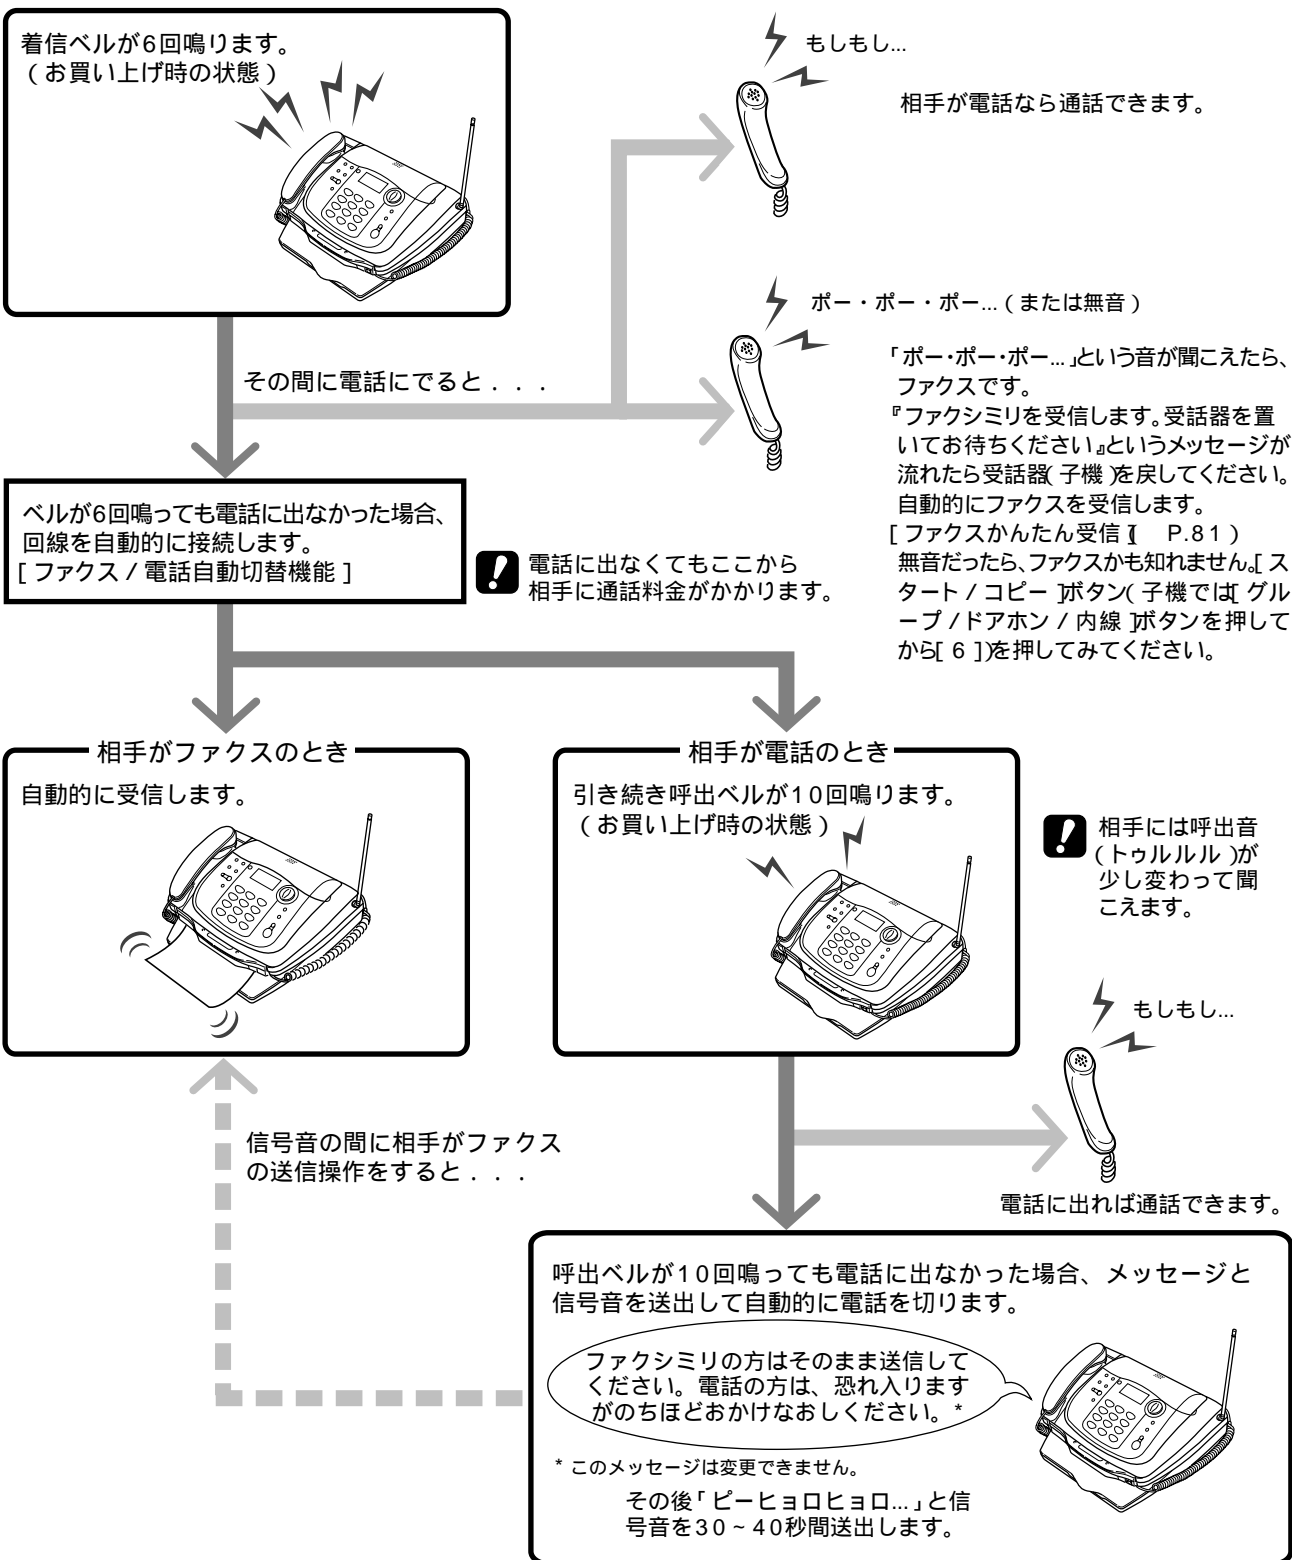 着信ベルが6回鳴ります。
（お買い上げ時の状態）
もしもし...
相手が電話なら通話できます。
ポー・ポー・ポー...（または無音）
「ポー・ポー・ポー...」という音が聞こえたら、
ファクスです。
『ファクシミリを受信します。受話器を置
いてお待ちください』というメッセージが
流れたら受話器(子機)を戻してください。
自動的にファクスを受信します。
[ファクスかんたん受信](　P.81)
無音だったら、ファクスかも知れません。[ス
タート/コピー]ボタン(子機では[グル
ープ/ドアホン/内線]ボタンを押して
から[6])を押してみてください。
その間に電話にでると．．．
ベルが6回鳴っても電話に出なかった場合、
回線を自動的に接続します。
[ファクス/電話自動切替機能]
電話に出なくてもここから
相手に通話料金がかかります。
相手がファクスのとき
自動的に受信します。
相手が電話のとき
引き続き呼出ベルが10回鳴ります。
（お買い上げ時の状態）
相手には呼出音
(トゥルルル)が
少し変わって聞
こえます。
もしもし...
電話に出れば通話できます。
信号音の間に相手がファクス
の送信操作をすると．．．
呼出ベルが10回鳴っても電話に出なかった場合、メッセージと
信号音を送出して自動的に電話を切ります。
ファクシミリの方はそのまま送信して
ください。電話の方は、恐れ入ります
がのちほどおかけなおしください。*
* このメッセージは変更できません。
その後「ピーヒョロヒョロ...」と信
号音を30~40秒間送出します。